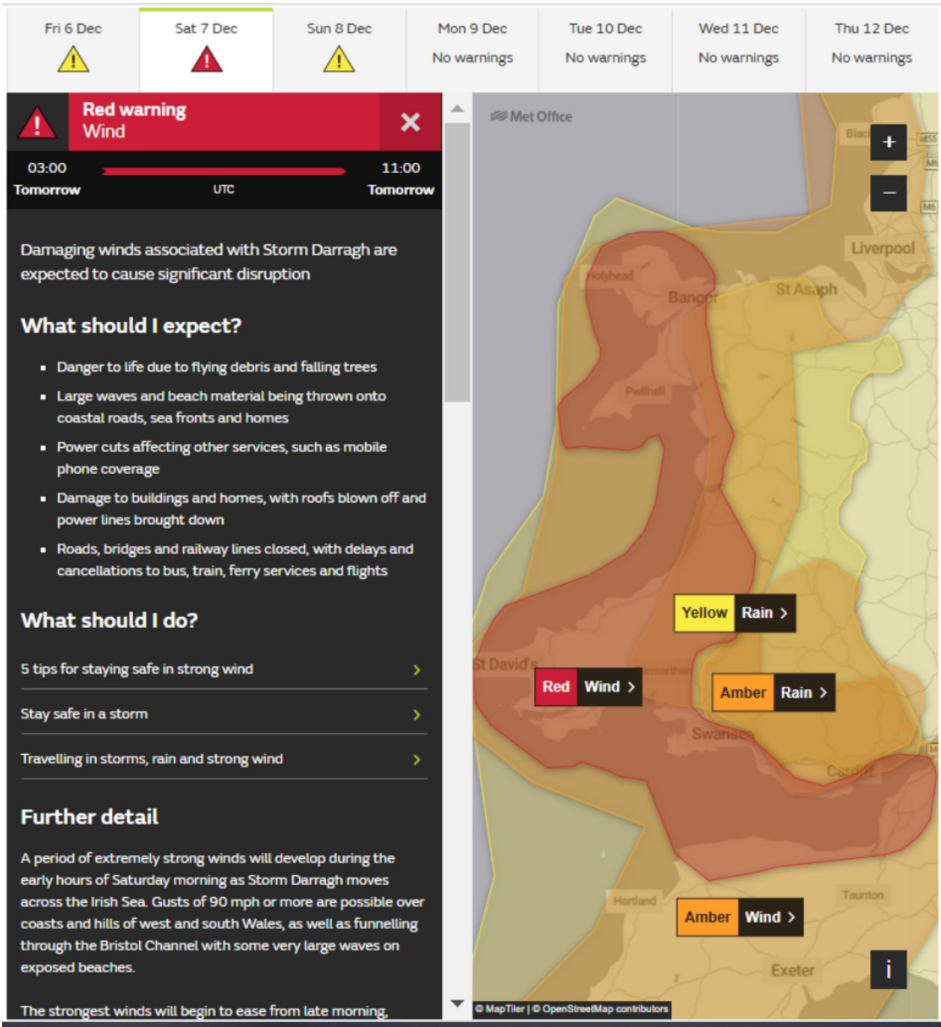 Fri 6 Dec
Sat 7 Dec
Sun 8 Dec
Mon 9 Dec
Tue 10 Dec
Wed 11 Dec
Thu 12 Dec
No warnings
No warnings
No warnings
No warnings
Red warning
Wind
03:00
11:00
Tomorrow
UTC
Tomorrow
Damaging winds associated with Storm Darragh are
expected to cause significant disruption
What should I expect?
Danger to life due to flying debris and falling trees
Large waves and beach material being thrown onto
coastal roads, sea fronts and homes
Power cuts affecting other services, such as mobile
phone coverage
Damage to buildings and homes, with roofs blown off and
power lines brought down
Roads, bridges and railway lines closed, with delays and
cancellations to bus, train, ferry services and flights
What should I do?
5 tips for staying safe in strong wind
Stay safe in a storm
Travelling in storms, rain and strong wind
Further detail
A period of extremely strong winds will develop during the
early hours of Saturday morning as Storm Darragh moves
across the Irish Sea. Gusts of 90 mph or more are possible over
coasts and hills of west and south Wales, as well as funnelling
through the Bristol Channel with some very large waves on
exposed beaches.
The strongest winds will begin to ease from late morning,
Met Office
Black
+
M55
M6
−
M6
Liverpool
Holyhead
Bangor
St Asaph
Pwllheli
Yellow Rain >
St David's
Red Wind >
Amber Rain >
Swansea
Cardiff
Hartland
Taunton
Amber Wind >
Exeter
i
© MapTiler | © OpenStreetMap contributors